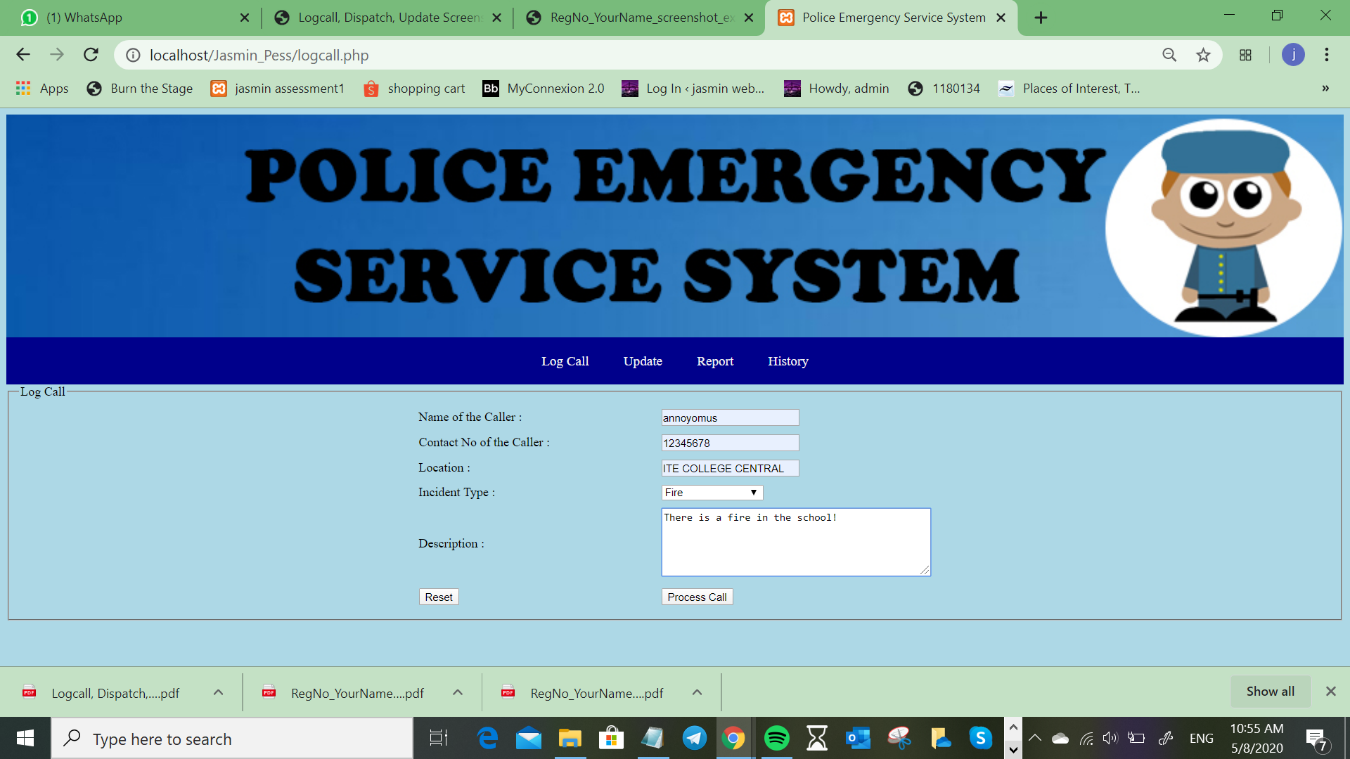 (1) WhatsApp
Logcall, Dispatch, Update Screen
RegNo_YourName_screenshot_ex
Police Emergency Service System
localhost/Jasmin_Pess/logcall.php
j
Apps
Burn the Stage
jasmin assessment1
shopping cart
Bb MyConnexion 2.0
Log In ‹ jasmin web...
Howdy, admin
1180134
Places of Interest, T...
»
POLICE EMERGENCY
SERVICE SYSTEM
Log Call Update Report History
Log Call
Name of the Caller : annoyomus
Contact No of the Caller : 12345678
Location : ITE COLLEGE CENTRAL
Incident Type : Fire
Description : There is a fire in the school!
Reset Process Call
Logcall, Dispatch,....pdf
RegNo_YourName....pdf
RegNo_YourName....pdf
Show all
Type here to search
ENG
10:55 AM
5/8/2020
7